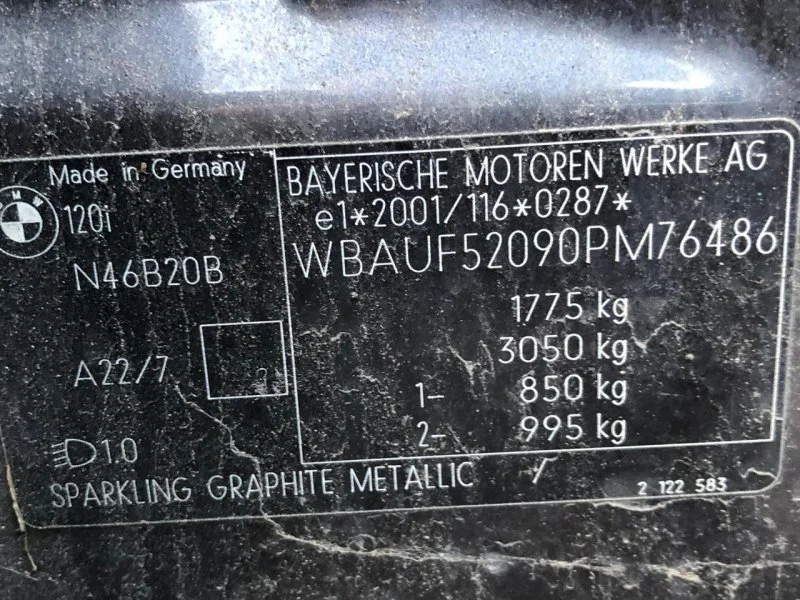 Made in Germany
BMW
120i
N46B20B
A22/7
1.0
SPARKLING GRAPHITE METALLIC /
BAYERISCHE MOTOREN WERKE AG
e1*2001/116*0287*
WBAUF52090PM76486
1775 kg
3050 kg
1- 850 kg
2- 995 kg
2 122 583